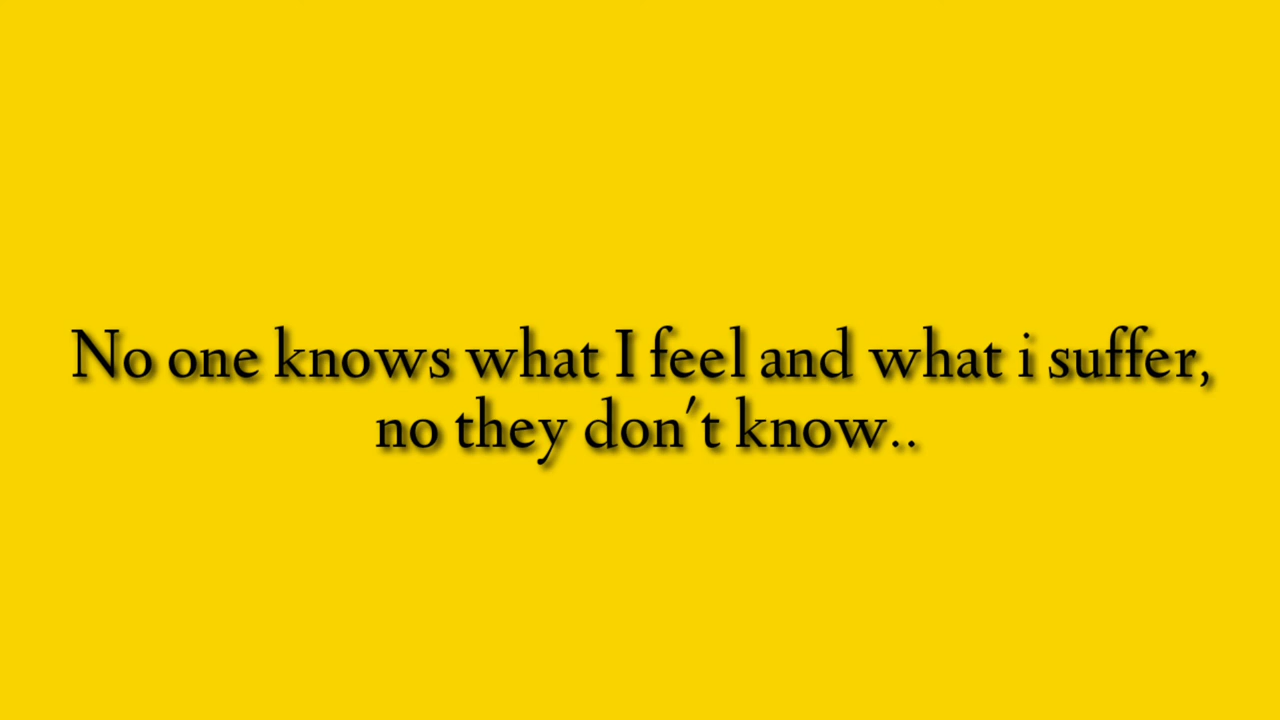 No one knows what I feel and what i suffer,
no they don´t know..